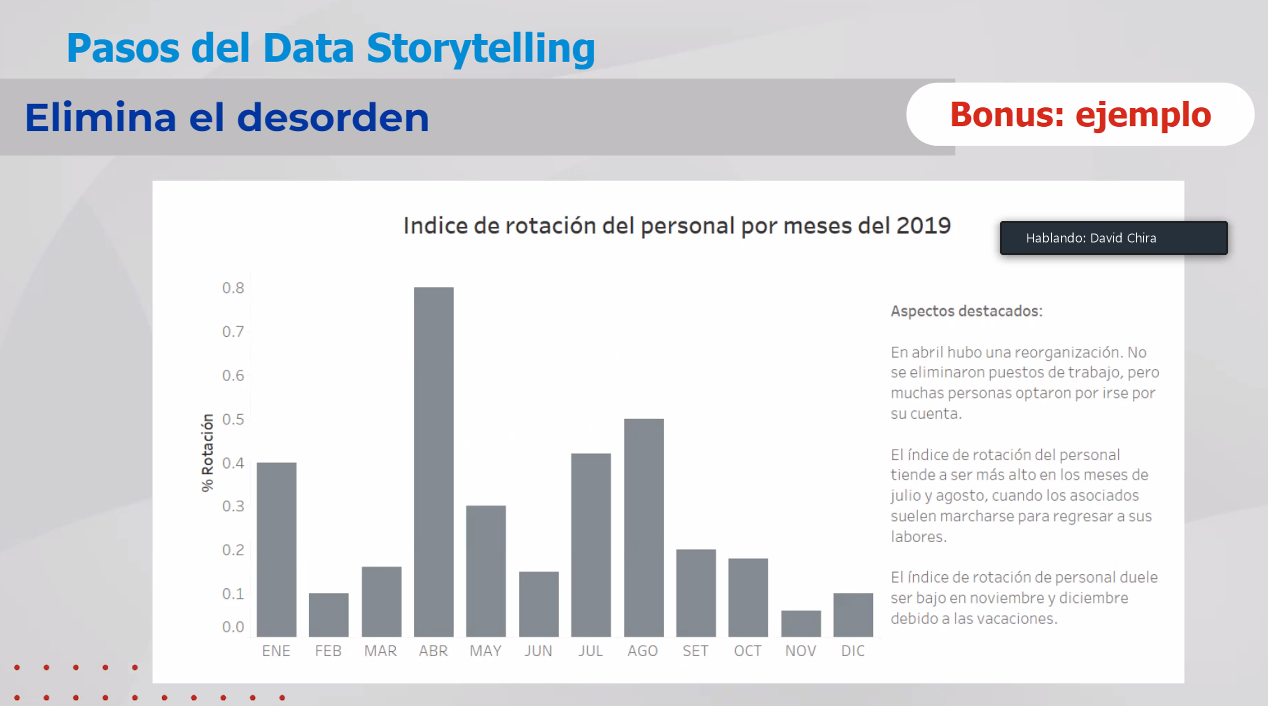 Pasos del Data Storytelling
Elimina el desorden
Bonus: ejemplo
Indice de rotación del personal por meses del 2019
Hablando: David Chira
% Rotación
0.8
0.7
0.6
0.5
0.4
0.3
0.2
0.1
0.0
ENE FEB MAR ABR MAY JUN JUL AGO SET OCT NOV DIC
Aspectos destacados:
En abril hubo una reorganización. No
se eliminaron puestos de trabajo, pero
muchas personas optaron por irse por
su cuenta.
El índice de rotación del personal
tiende a ser más alto en los meses de
julio y agosto, cuando los asociados
suelen marcharse para regresar a sus
labores.
El índice de rotación de personal duele
ser bajo en noviembre y diciembre
debido a las vacaciones.